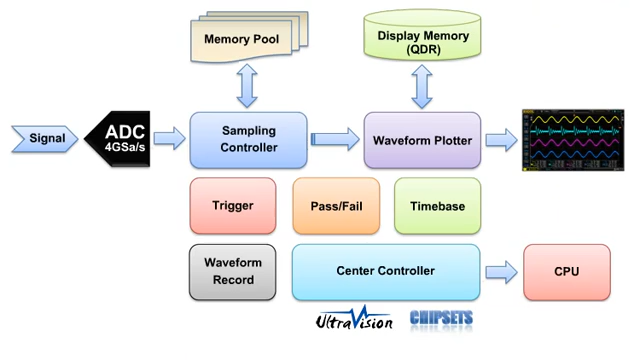 Memory Pool
Display Memory
(QDR)
Signal
ADC
4GSa/s
Sampling
Controller
Waveform Plotter
Trigger
Pass/Fail
Timebase
Waveform
Record
Center Controller
CPU
UltraVision
CHIPSETS